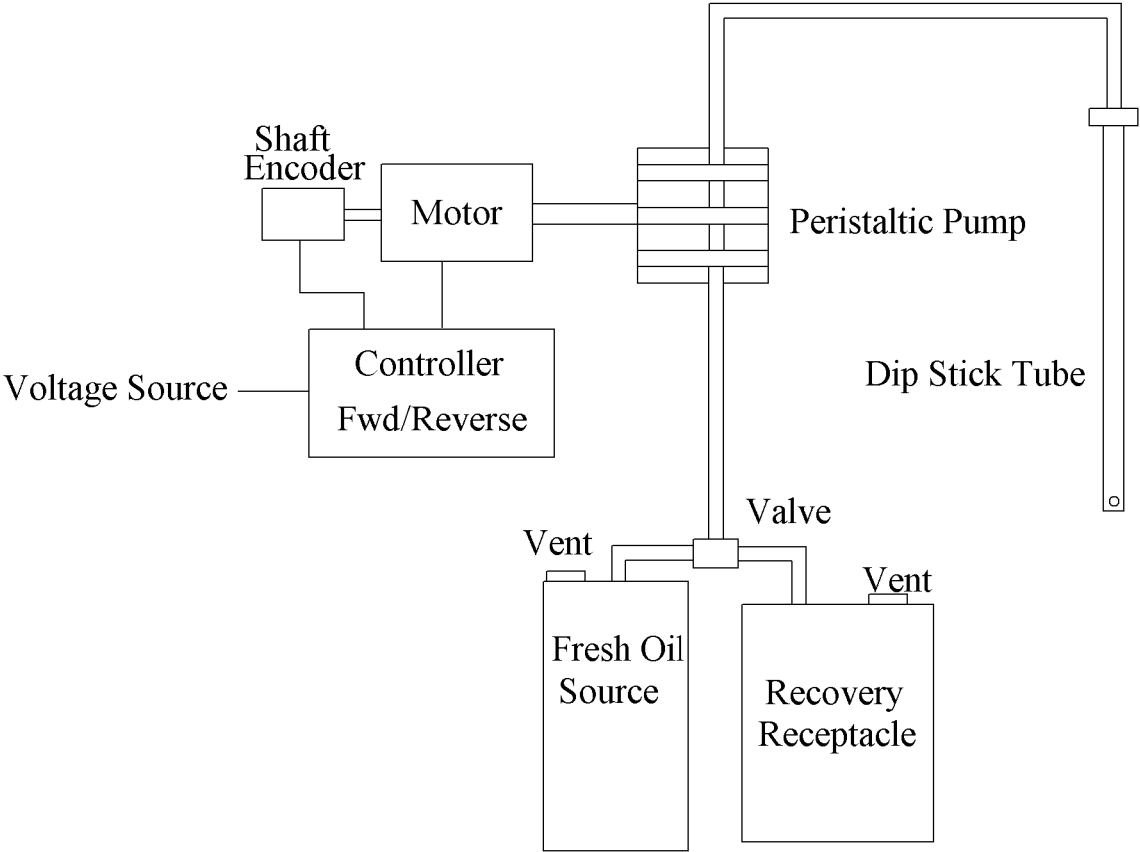 Shaft
Encoder
Motor
Peristaltic Pump
Controller
Fwd/Reverse
Voltage Source
Dip Stick Tube
Valve
Vent
Vent
Fresh Oil
Source
Recovery
Receptacle